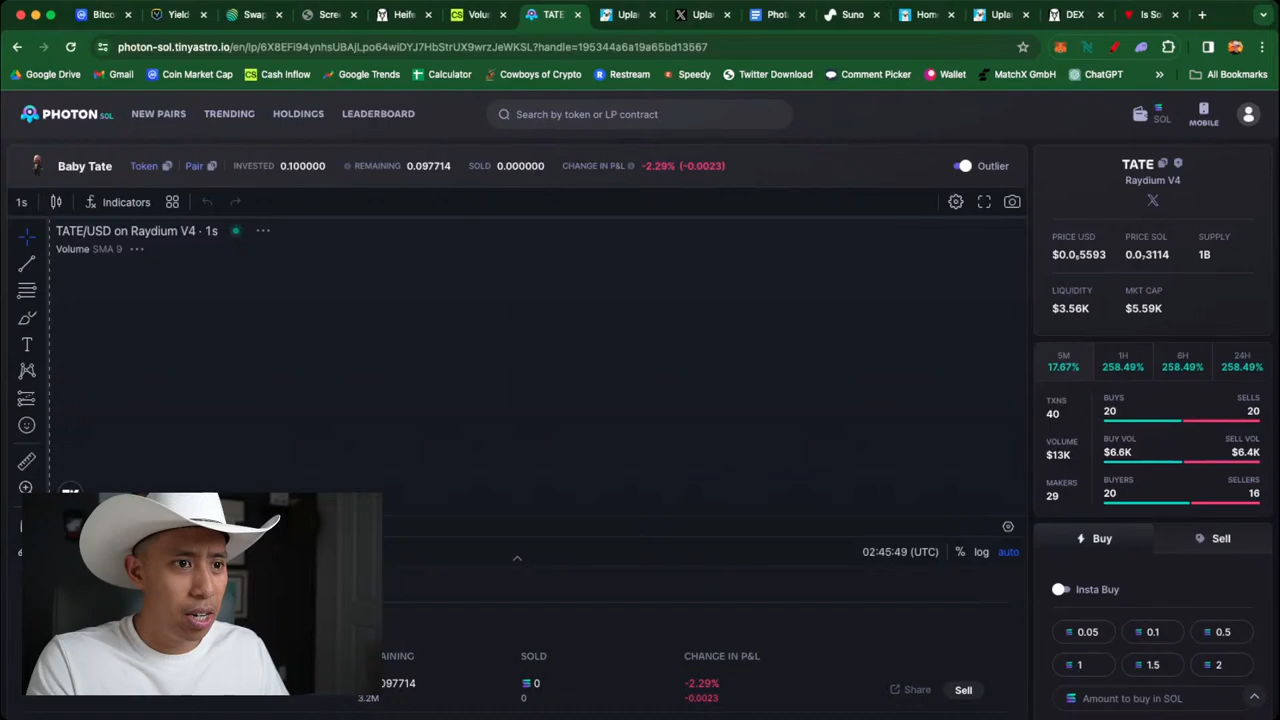 Bitco
Yield
Swap
Scree
Heife
Volur
TATE
Uplar
Uplar
Phot
Suno
Home
Uplar
DEX
Is So
photon-sol.tinyastro.io/en/lp/6X8EFi94ynhsUBAjLpo64wiDYJ7HbStrUX9wrzJeWKSL?handle=195344a6a19a65bd13567
Google Drive
Gmail
Coin Market Cap
Cash Inflow
Google Trends
Calculator
Cowboys of Crypto
Restream
Speedy
Twitter Download
Comment Picker
Wallet
MatchX GmbH
ChatGPT
»
All Bookmarks
PHOTON SOL
NEW PAIRS
TRENDING
HOLDINGS
LEADERBOARD
Search by token or LP contract
SOL
MOBILE
Baby Tate
Token
Pair
INVESTED 0.100000
REMAINING 0.097714
SOLD 0.000000
CHANGE IN P&L -2.29% (-0.0023)
Outlier
1s
Indicators
TATE/USD on Raydium V4 · 1s
Volume SMA 9
TATE
Raydium V4
PRICE USD
PRICE SOL
SUPPLY
$0.0₅5593
0.0₇3114
1B
LIQUIDITY
MKT CAP
$3.56K
$5.59K
5M
1H
6H
24H
17.67%
258.49%
258.49%
258.49%
TXNS
40
BUYS
SELLS
20
20
VOLUME
$13K
BUY VOL
SELL VOL
$6.6K
$6.4K
MAKERS
29
BUYERS
SELLERS
20
16
Buy
Sell
02:45:49 (UTC)
%
log
auto
Insta Buy
0.05
0.1
0.5
1
1.5
2
Amount to buy in SOL
AINING
SOLD
CHANGE IN P&L
097714
0
-2.29%
3.2M
0
-0.0023
Share
Sell